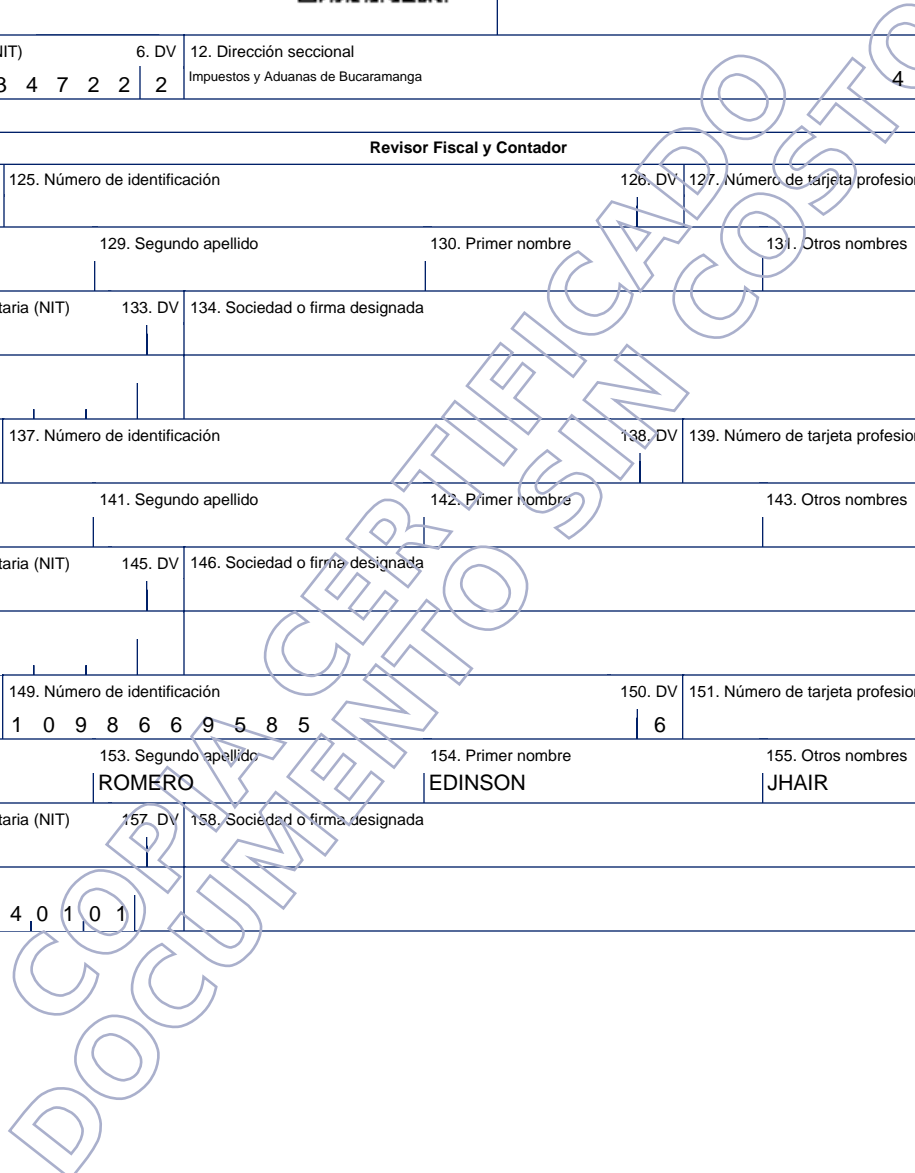 NIT) 6. DV 12. Dirección seccional
3 4 7 2 2 2 Impuestos y Aduanas de Bucaramanga 4
Revisor Fiscal y Contador
125. Número de identificación 126. DV 127. Número de tarjeta profesion
129. Segundo apellido 130. Primer nombre 131. Otros nombres
taria (NIT) 133. DV 134. Sociedad o firma designada
137. Número de identificación 138. DV 139. Número de tarjeta profesion
141. Segundo apellido 142. Primer nombre 143. Otros nombres
taria (NIT) 145. DV 146. Sociedad o firma designada
149. Número de identificación 150. DV 151. Número de tarjeta profesion
1 0 9 8 6 6 9 5 8 5 6
153. Segundo apellido 154. Primer nombre 155. Otros nombres
ROMERO EDINSON JHAIR
taria (NIT) 157. DV 158. Sociedad o firma designada
4 0 1 0 1
COPIA CERTIFICADO
DOCUMENTO SIN COSTO